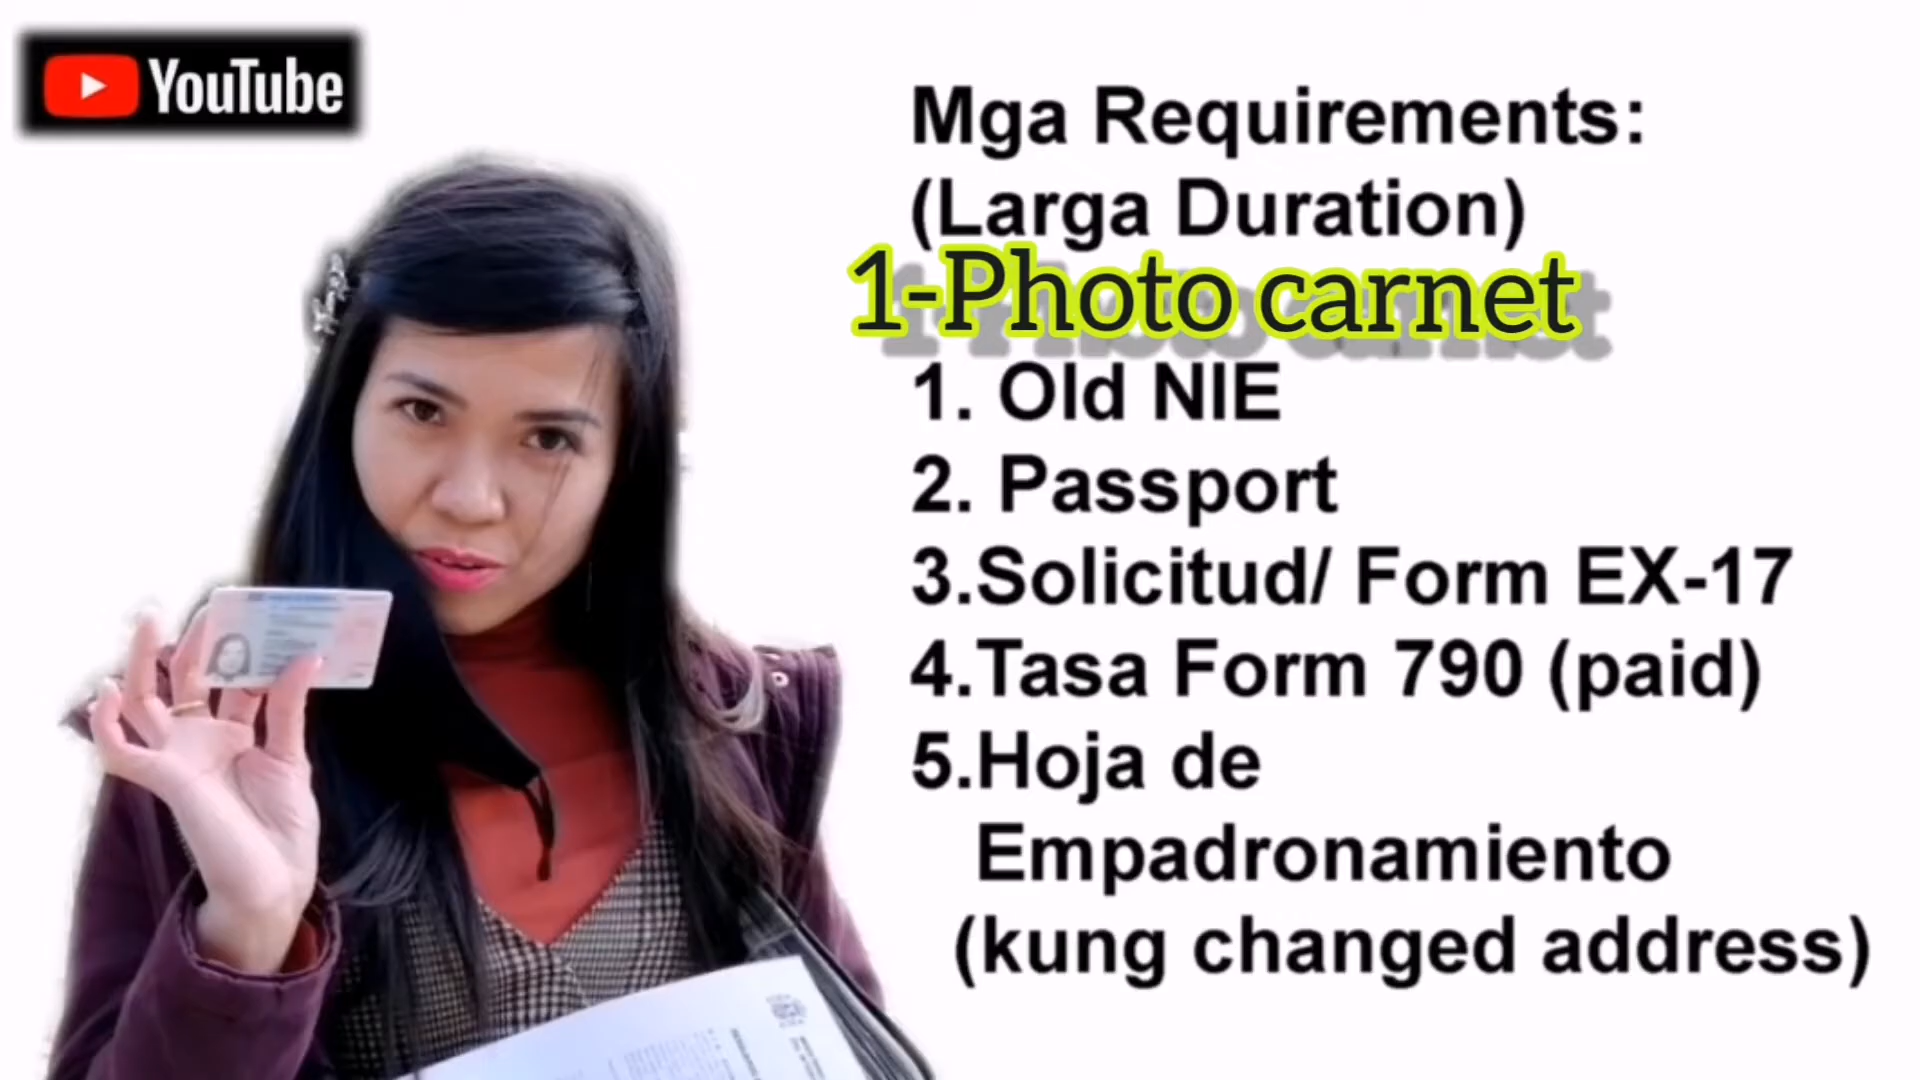 YouTube
Mga Requirements:
(Larga Duration)
1-Photo carnet
1. Old NIE
2. Passport
3.Solicitud/ Form EX-17
4.Tasa Form 790 (paid)
5.Hoja de
Empadronamiento
(kung changed address)